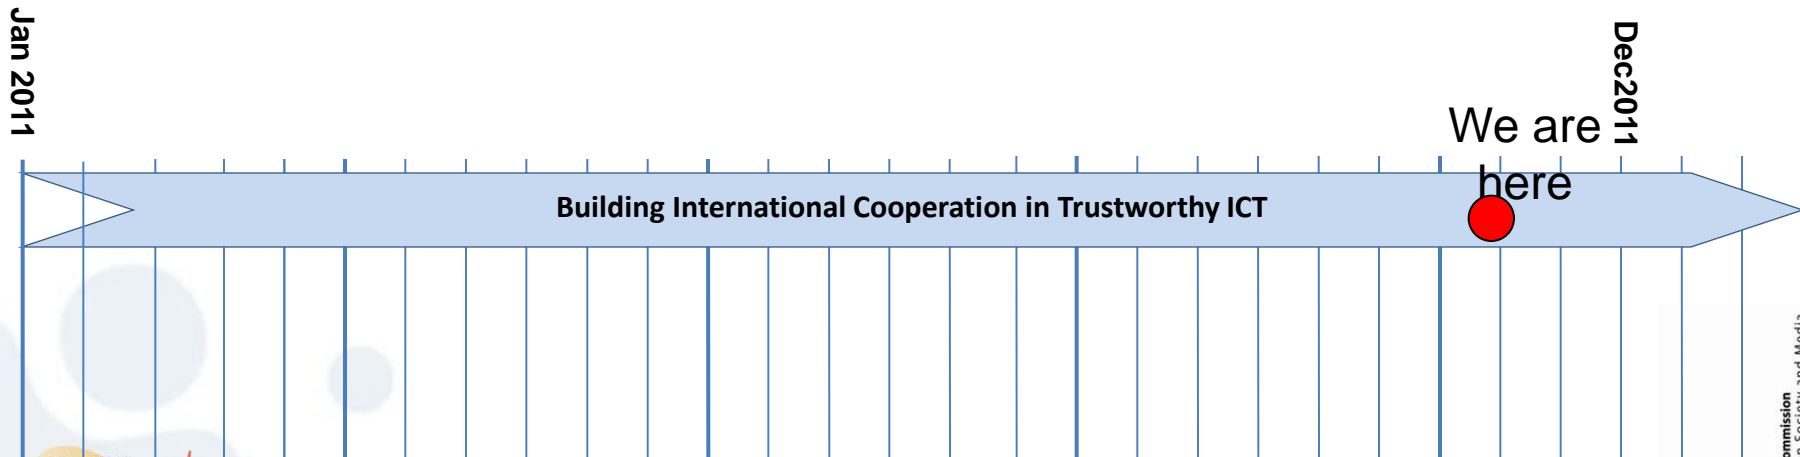 Jan 2011
Dec2011
We are
here
Building International Cooperation in Trustworthy ICT